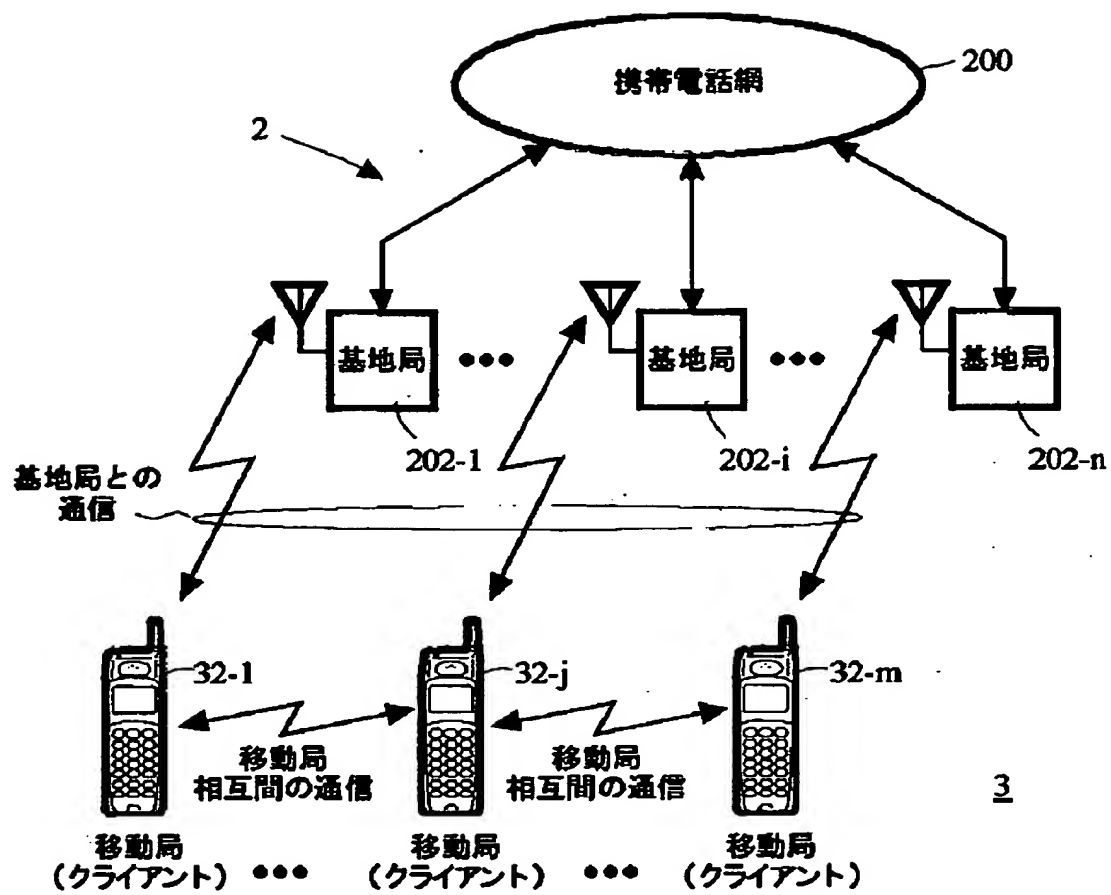 200
携帯電話網
2
基地局
•••
基地局
•••
基地局
202-1
202-i
202-n
基地局との
通信
32-1
32-j
32-m
移動局
相互間の通信
移動局
相互間の通信
3
移動局
(クライアント)
•••
移動局
(クライアント)
•••
移動局
(クライアント)